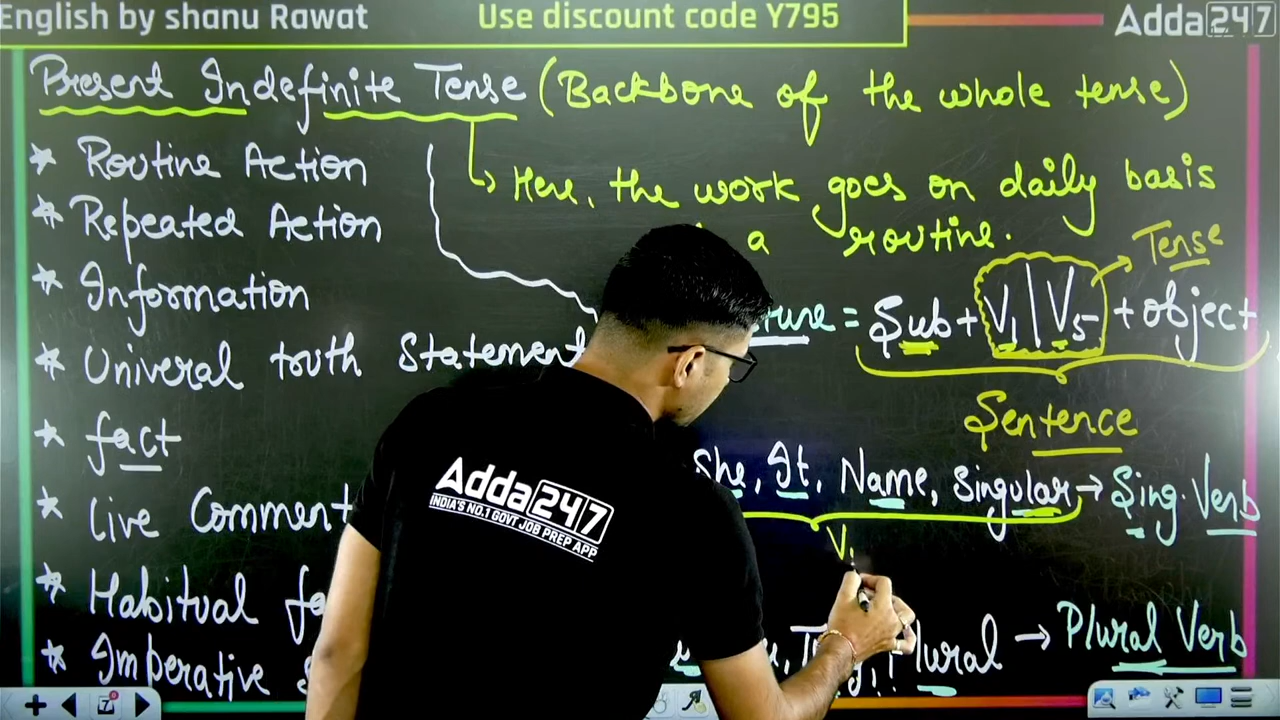 English by shanu Rawat
Use discount code Y795
Adda247
Present Indefinite Tense (Backbone of the whole tense)
* Routine Action
* Repeated Action
* Information
* Univeral truth Statement
* fact
* Live Comment
* Habitual fa
* Imperative
Here, the work goes on daily basis
a routine.
Tense
ture = Sub + V1 | V5 + object
Sentence
She, It, Name, Singular → Sing. Verb
V
Plural → Plural Verb
Adda247
INDIA'S NO.1 GOVT JOB PREP APP